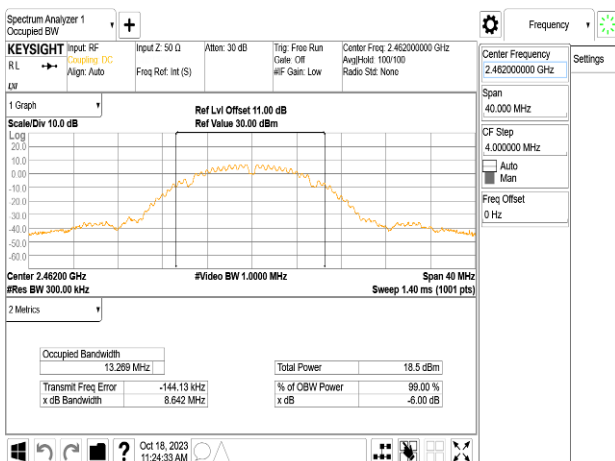 Spectrum Analyzer 1
Occupied BW
Frequency
KEYSIGHT
RL
Input: RF
Coupling: DC
Align: Auto
Input Z: 50 Ω
Freq Ref: Int (S)
Atten: 30 dB
Trig: Free Run
Gate: Off
#IF Gain: Low
Center Freq: 2.462000000 GHz
Avg|Hold: 100/100
Radio Std: None
Center Frequency
2.462000000 GHz
Settings
Span
40.000 MHz
CF Step
4.000000 MHz
Auto
Man
Freq Offset
0 Hz
1 Graph
Ref Lvl Offset 11.00 dB
Scale/Div 10.0 dB
Ref Value 30.00 dBm
Log
20.0
10.0
0.00
-10.0
-20.0
-30.0
-40.0
-50.0
-60.0
Center 2.46200 GHz
#Video BW 1.0000 MHz
Span 40 MHz
#Res BW 300.00 kHz
Sweep 1.40 ms (1001 pts)
2 Metrics
Occupied Bandwidth
13.269 MHz
Total Power 18.5 dBm
Transmit Freq Error -144.13 kHz
% of OBW Power 99.00 %
x dB Bandwidth 8.642 MHz
x dB -6.00 dB
?
Oct 18, 2023
11:24:33 AM